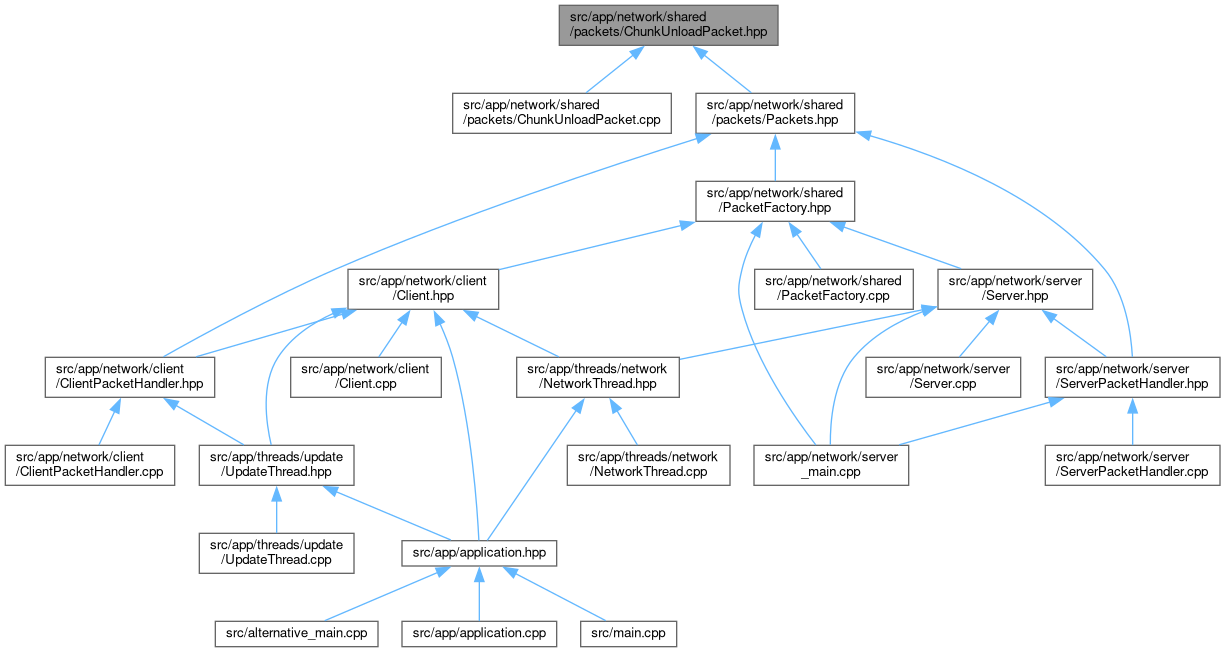 src/app/network/shared
/packets/ChunkUnloadPacket.hpp
src/app/network/shared
/packets/ChunkUnloadPacket.cpp
src/app/network/shared
/packets/Packets.hpp
src/app/network/shared
/PacketFactory.hpp
src/app/network/client
/Client.hpp
src/app/network/shared
/PacketFactory.cpp
src/app/network/server
/Server.hpp
src/app/network/client
/ClientPacketHandler.hpp
src/app/network/client
/Client.cpp
src/app/threads/network
/NetworkThread.hpp
src/app/network/server
/Server.cpp
src/app/network/server
/ServerPacketHandler.hpp
src/app/network/client
/ClientPacketHandler.cpp
src/app/threads/update
/UpdateThread.hpp
src/app/threads/network
/NetworkThread.cpp
src/app/network/server
_main.cpp
src/app/network/server
/ServerPacketHandler.cpp
src/app/threads/update
/UpdateThread.cpp
src/app/application.hpp
src/alternative_main.cpp
src/app/application.cpp
src/main.cpp